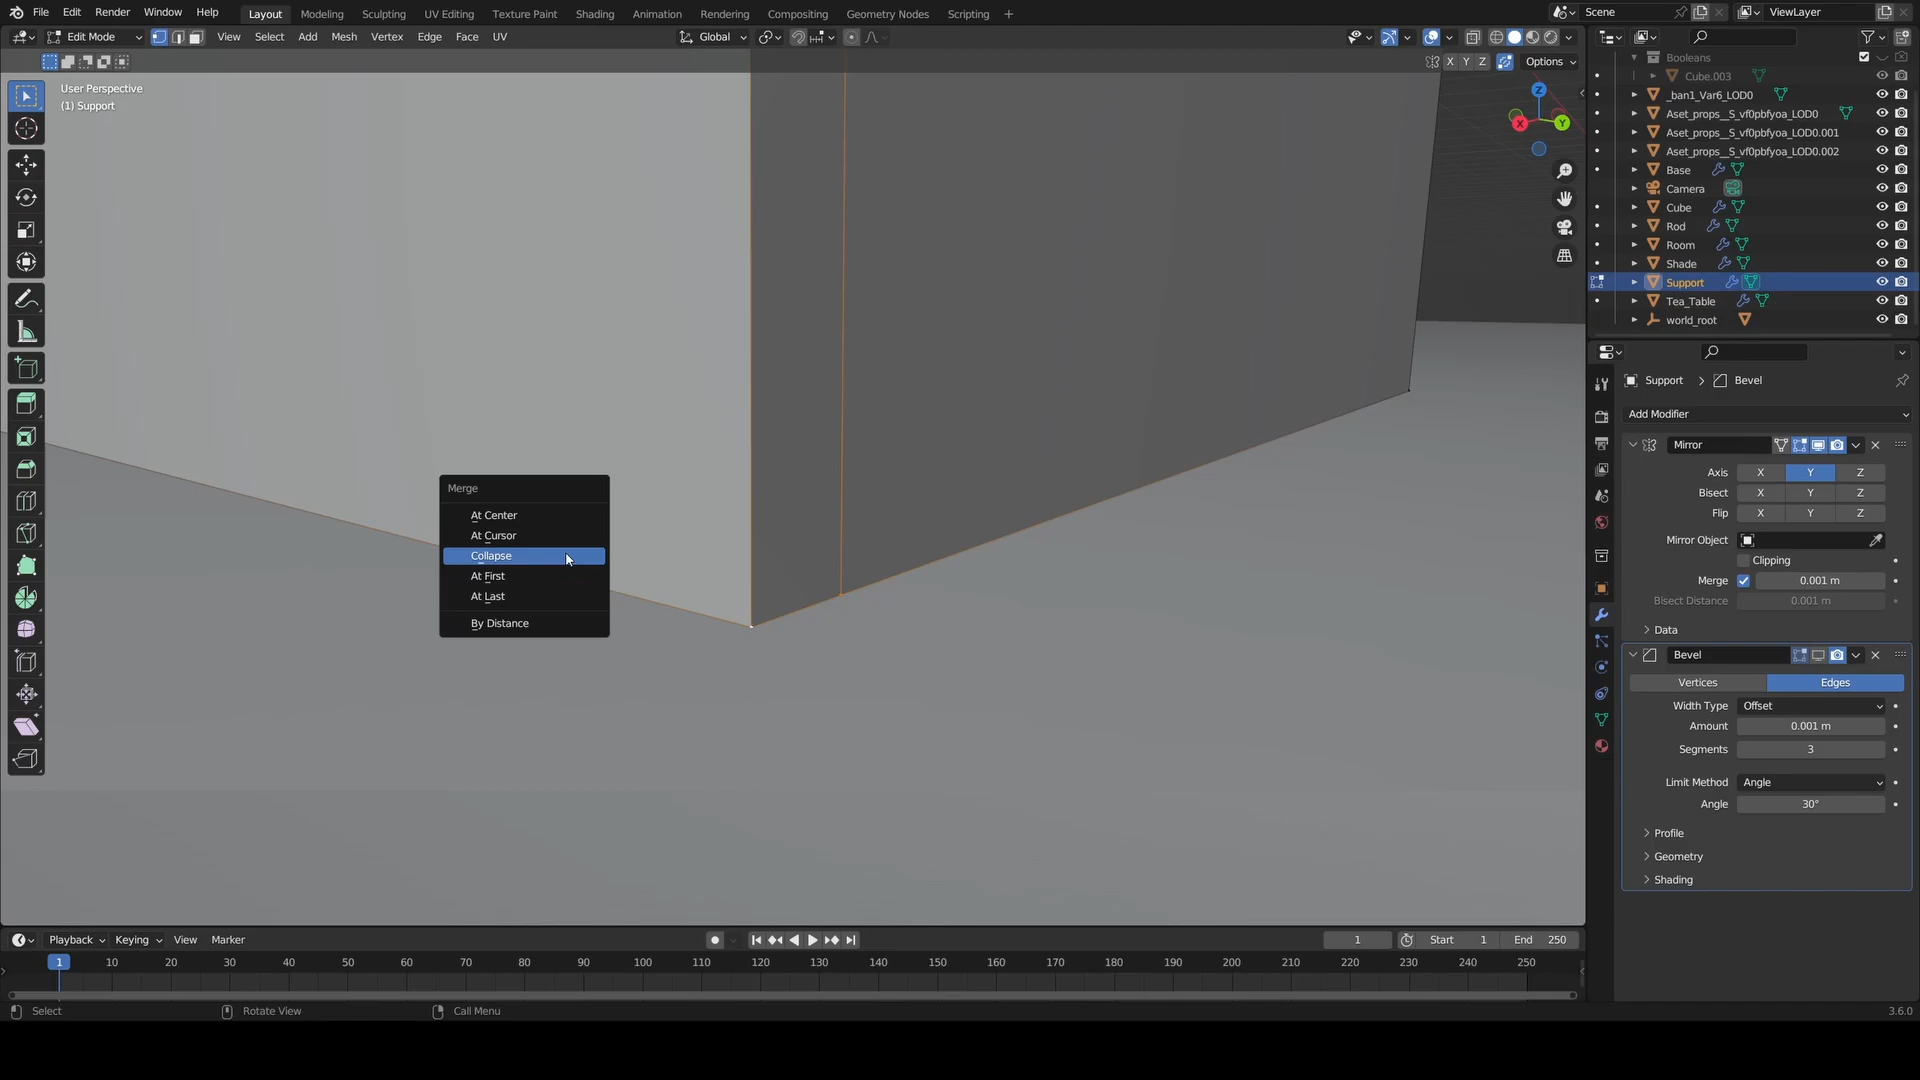 File Edit Render Window Help Layout Modeling Sculpting UV Editing Texture Paint Shading Animation Rendering Compositing Geometry Nodes Scripting + Scene ViewLayer
Edit Mode View Select Add Mesh Vertex Edge Face UV Global
X Y Z Options
User Perspective
(1) Support
Z
X
Y
Booleans
Cube.003
_ban1_Var6_LOD0
Aset_props__S_vf0pbfyoa_LOD0
Aset_props__S_vf0pbfyoa_LOD0.001
Aset_props__S_vf0pbfyoa_LOD0.002
Base
Camera
Cube
Rod
Room
Shade
Support
Tea_Table
world_root
Merge
At Center
At Cursor
Collapse
At First
At Last
By Distance
Support > Bevel
Add Modifier
Mirror
Axis X Y Z
Bisect X Y Z
Flip X Y Z
Mirror Object
Clipping
Merge 0.001 m
Bisect Distance 0.001 m
Data
Bevel
Vertices Edges
Width Type Offset
Amount 0.001 m
Segments 3
Limit Method Angle
Angle 30°
Profile
Geometry
Shading
Playback Keying View Marker 1 Start 1 End 250
1 10 20 30 40 50 60 70 80 90 100 110 120 130 140 150 160 170 180 190 200 210 220 230 240 250
Select Rotate View Call Menu 3.6.0